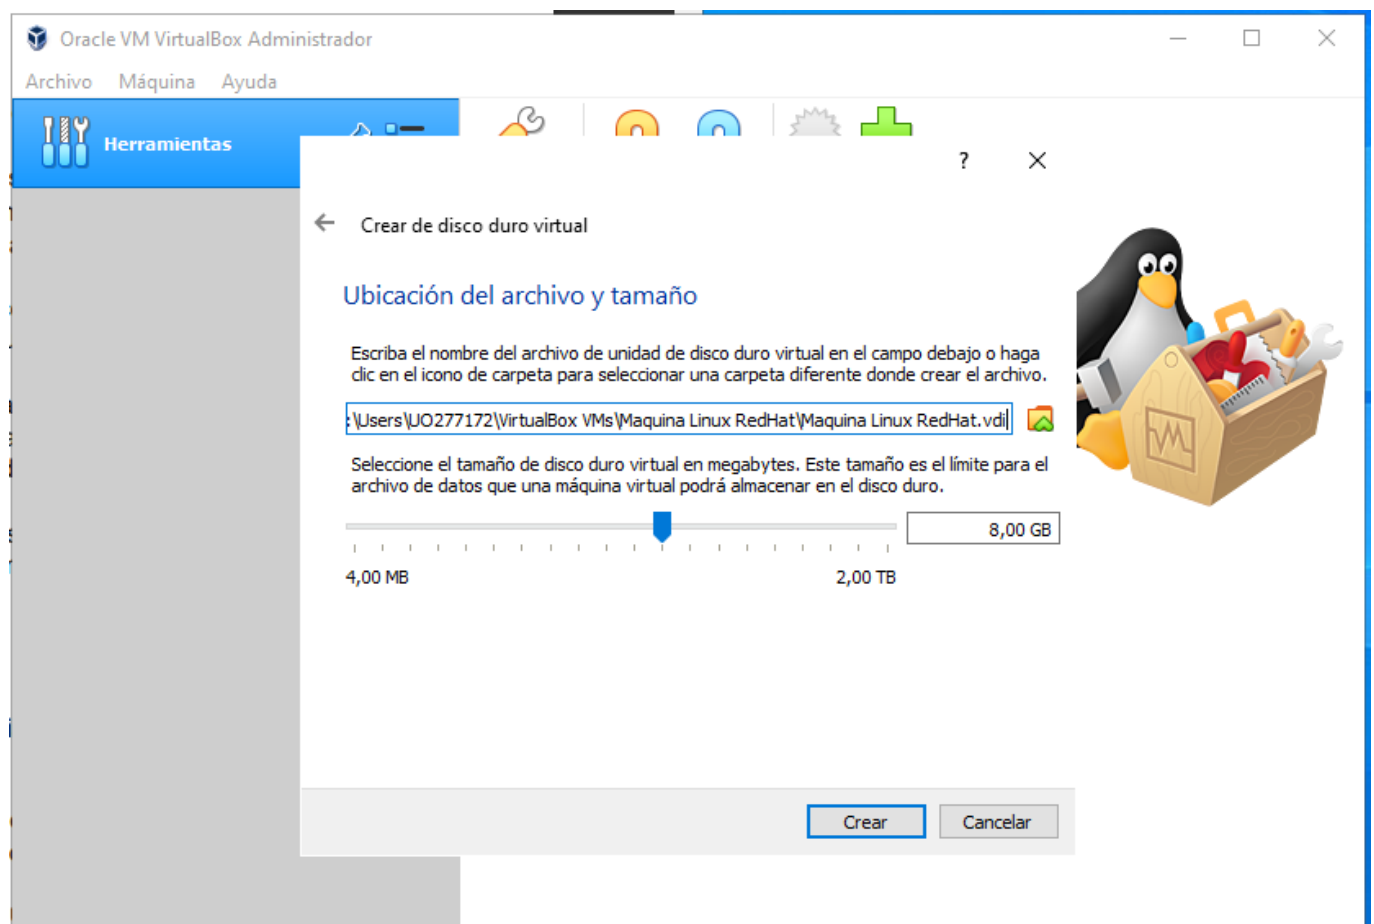 Oracle VM VirtualBox Administrador
Archivo Máquina Ayuda
Herramientas
?
Crear de disco duro virtual
Ubicación del archivo y tamaño
Escriba el nombre del archivo de unidad de disco duro virtual en el campo debajo o haga
clic en el icono de carpeta para seleccionar una carpeta diferente donde crear el archivo.
:\Users\UO277172\VirtualBox VMs\Maquina Linux RedHat\Maquina Linux RedHat.vdi
Seleccione el tamaño de disco duro virtual en megabytes. Este tamaño es el límite para el
archivo de datos que una máquina virtual podrá almacenar en el disco duro.
8,00 GB
4,00 MB 2,00 TB
Crear Cancelar